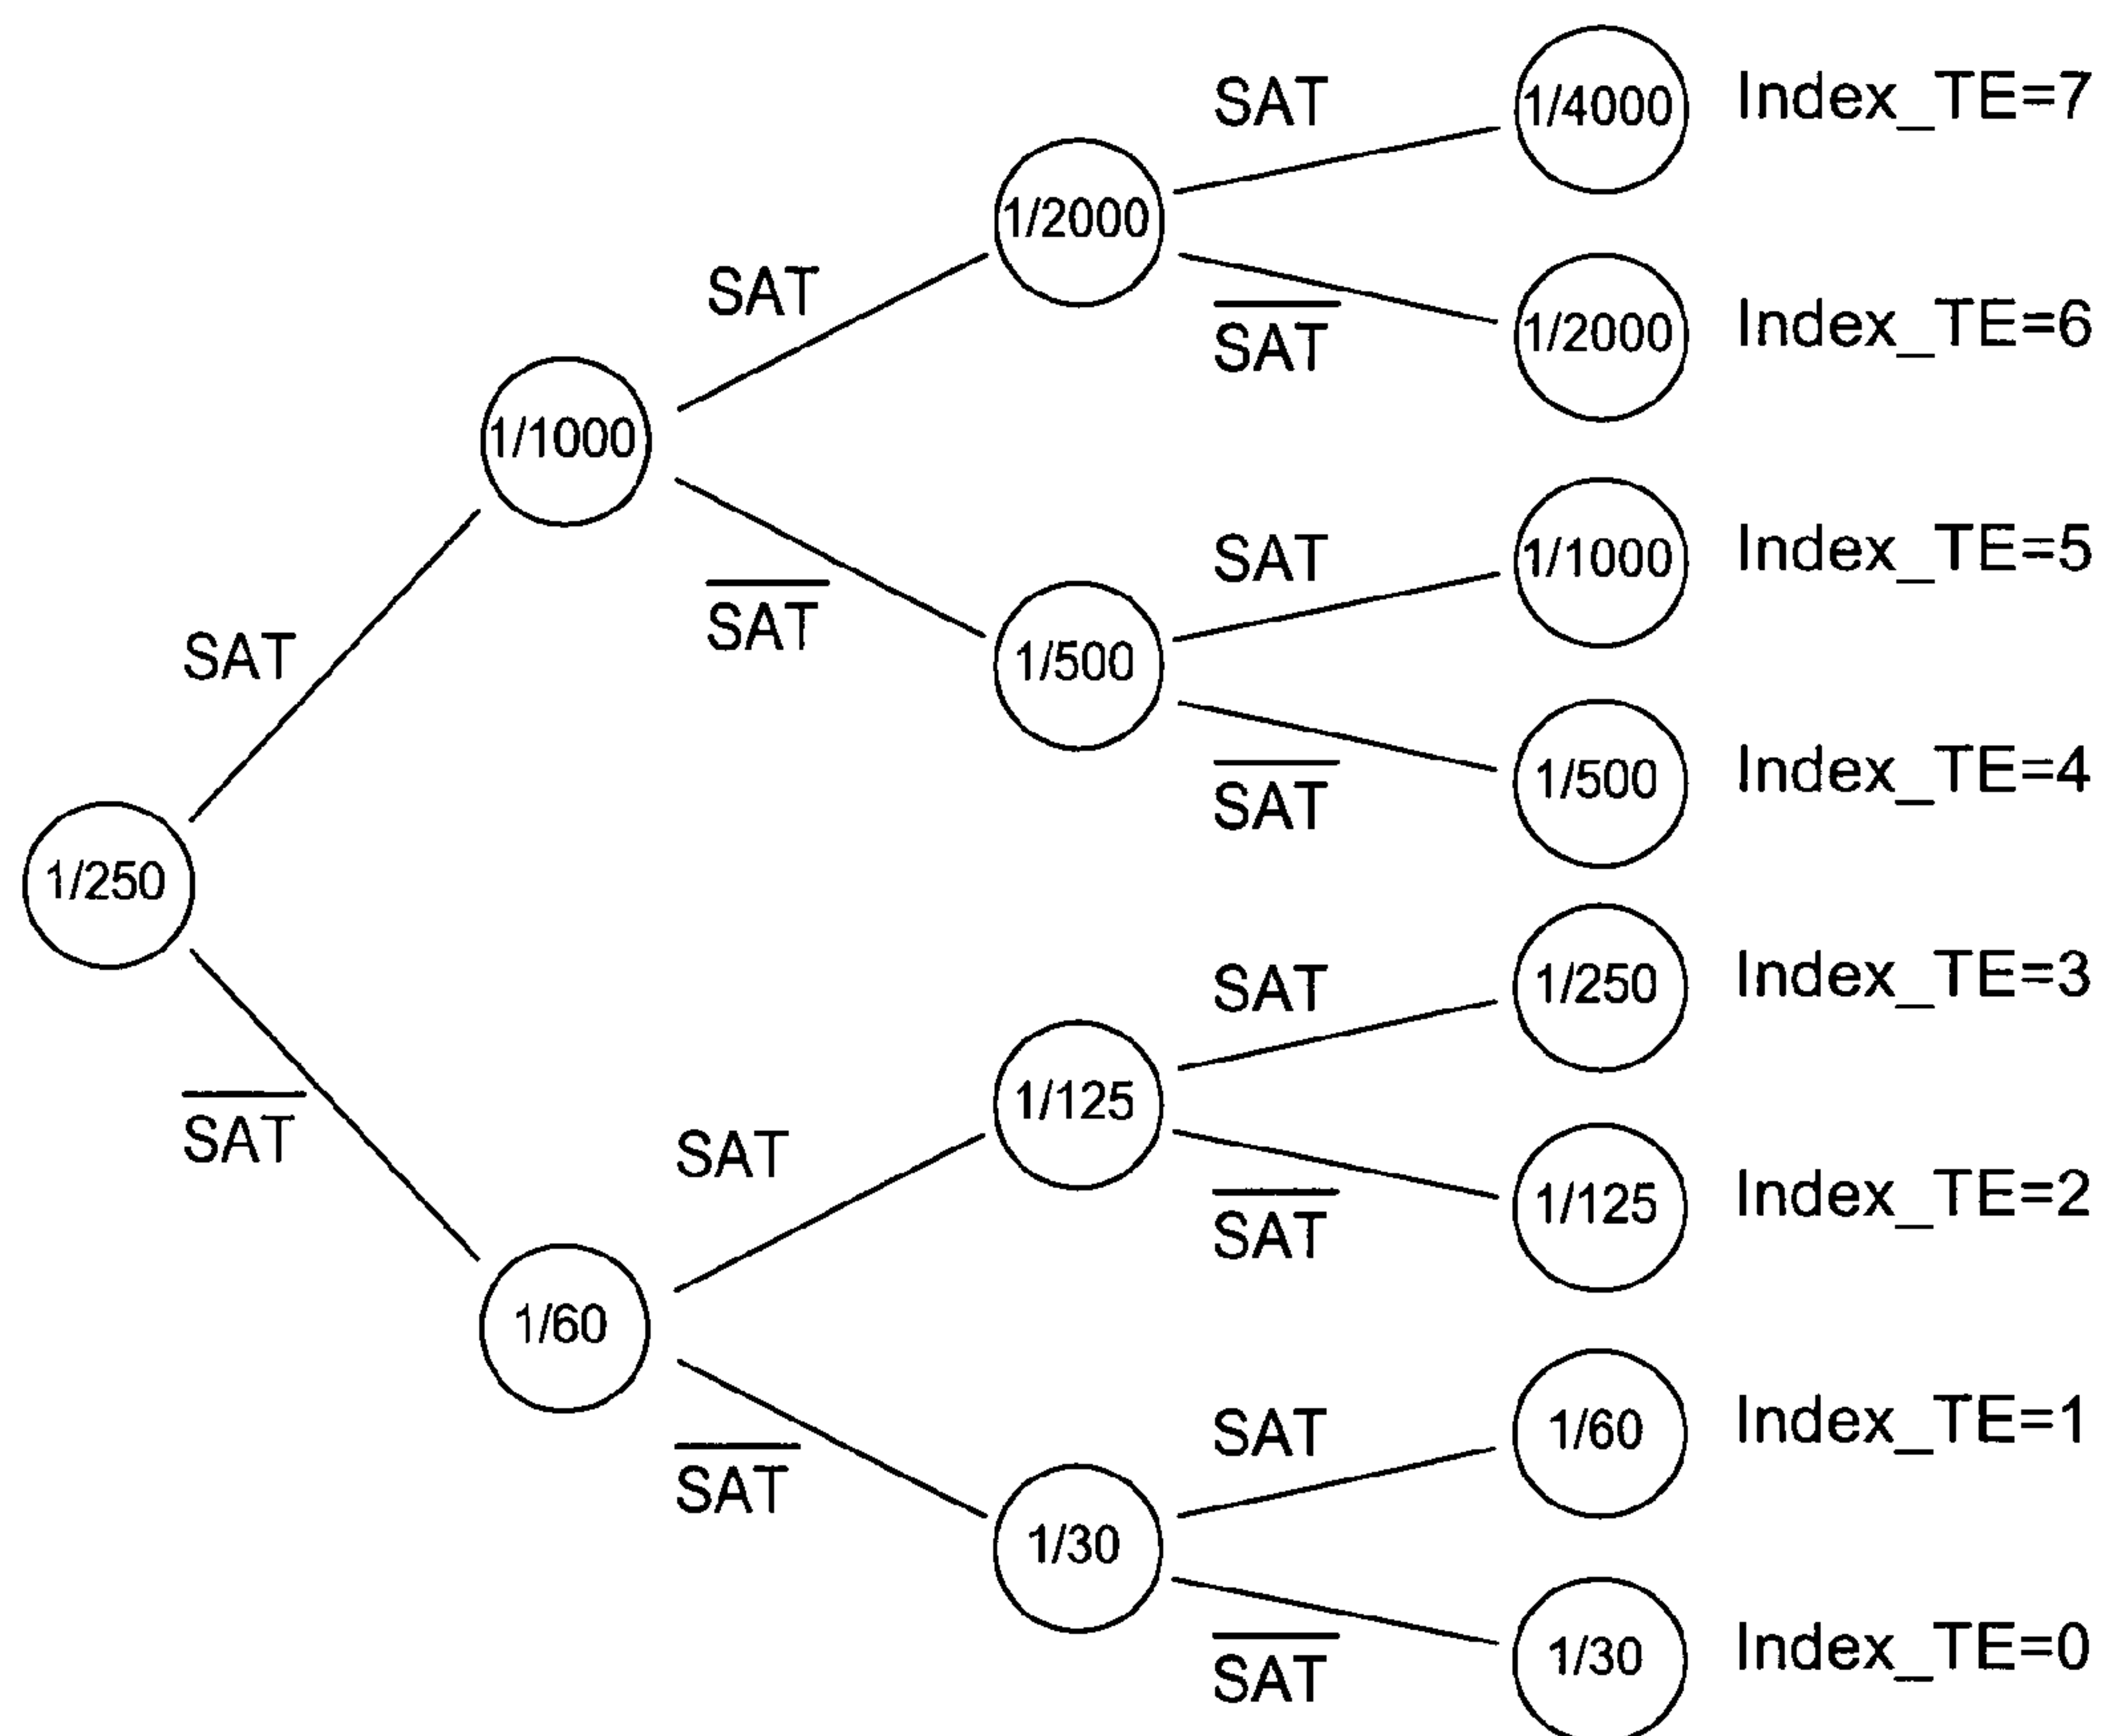 SAT
1/4000 Index_TE=7
1/2000
SAT
SAT
1/2000 Index_TE=6
1/1000
SAT
1/1000 Index_TE=5
SAT
SAT
1/500
1/500 Index_TE=4
SAT
1/250
SAT
1/250 Index_TE=3
SAT
1/125
SAT
1/125 Index_TE=2
SAT
1/60
SAT
1/60 Index_TE=1
SAT
1/30
SAT
1/30 Index_TE=0